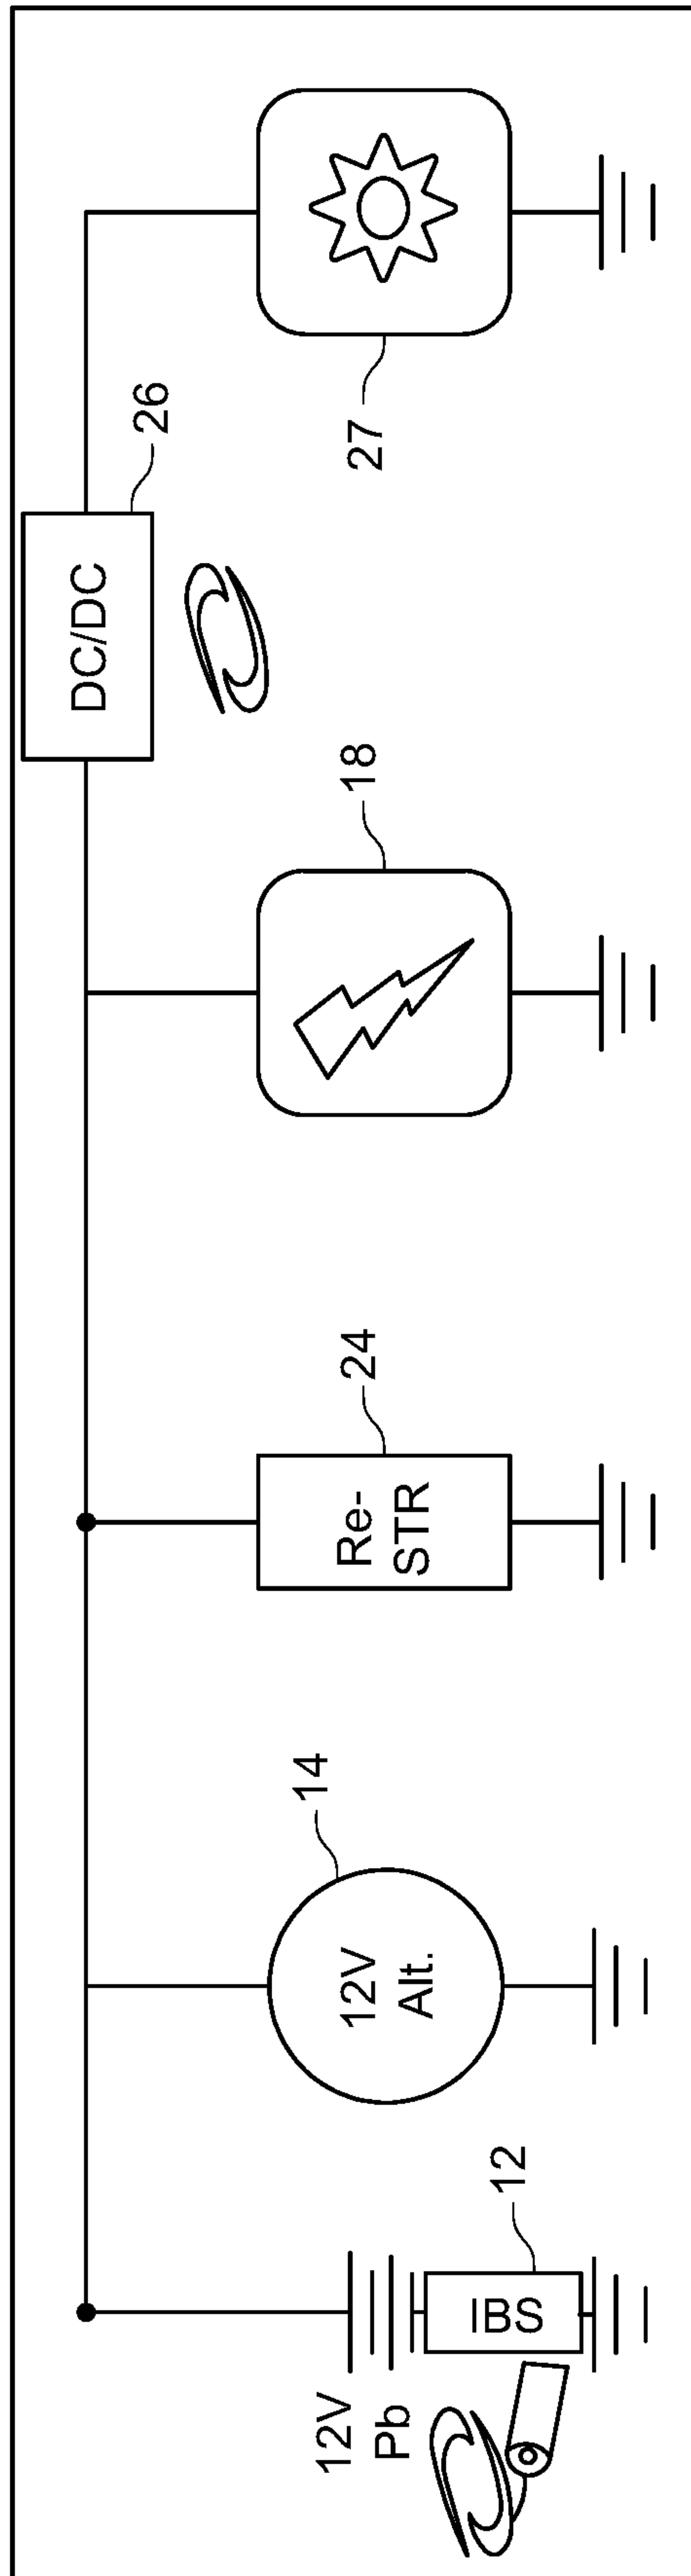 12V
Pb
IBS
12
12V
Alt.
14
Re-
STR
24
18
DC/DC
26
27